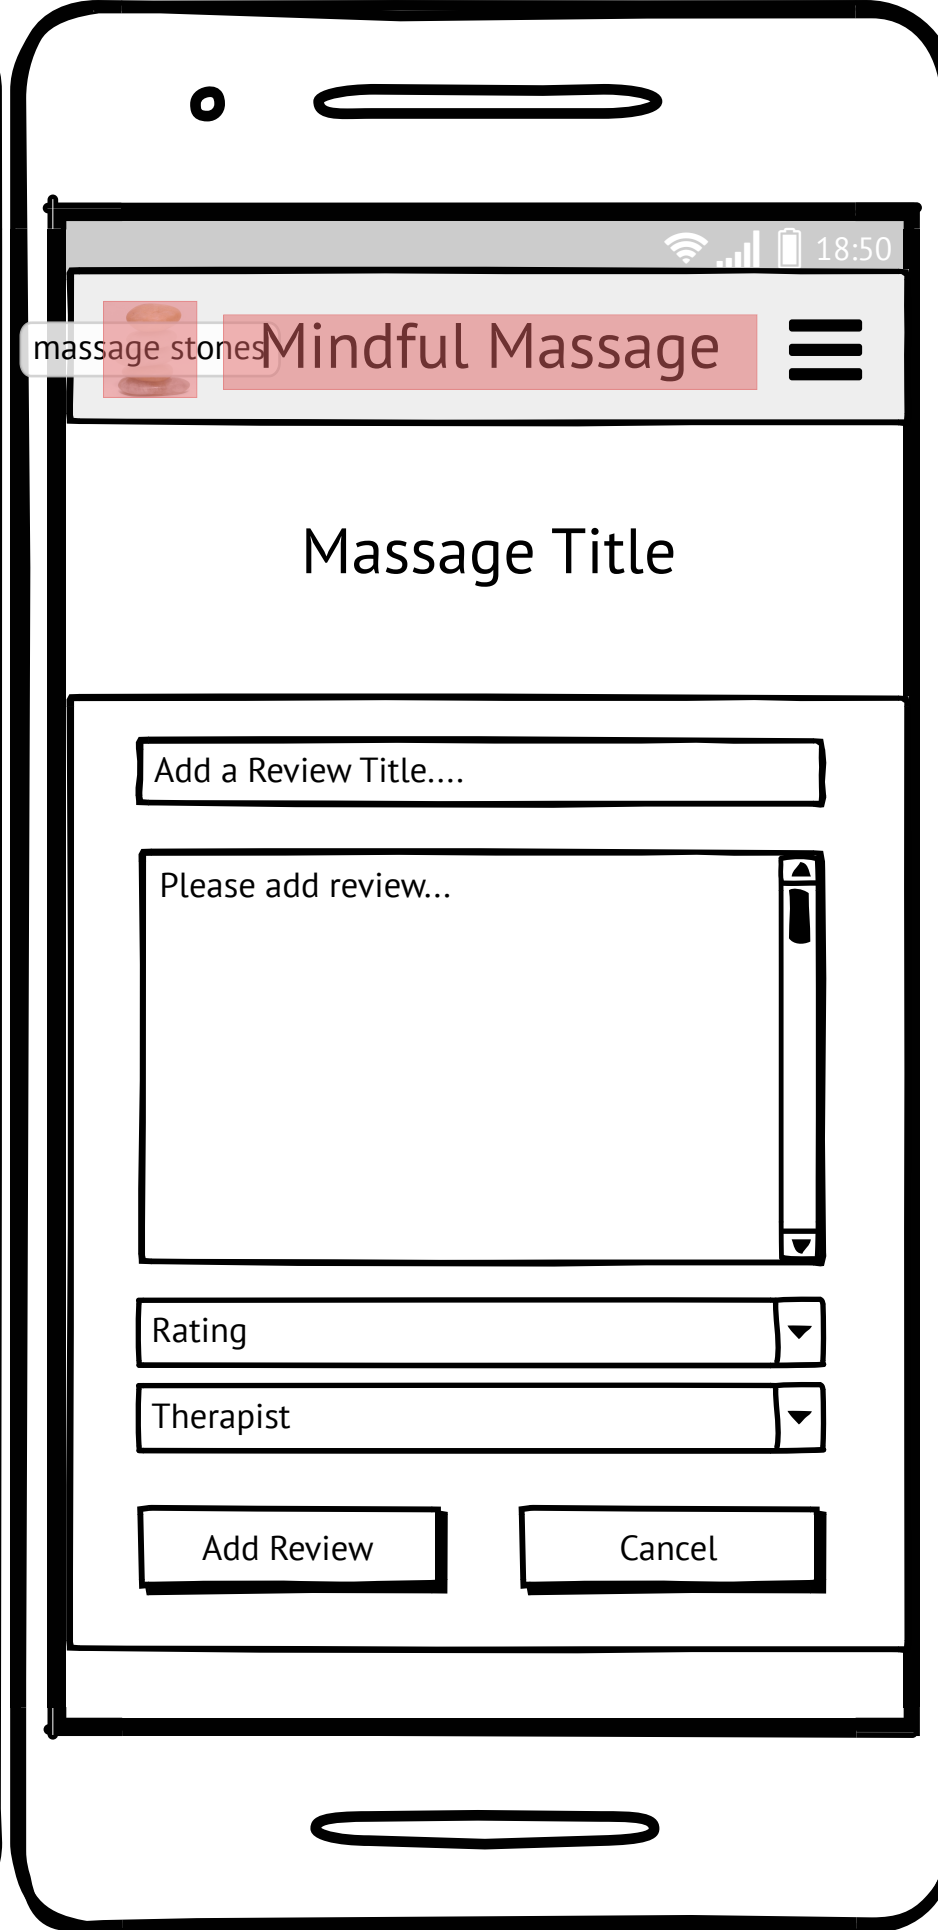 18:50
massage stones
Mindful Massage
Massage Title
Add a Review Title....
Please add review...
Rating
Therapist
Add Review
Cancel